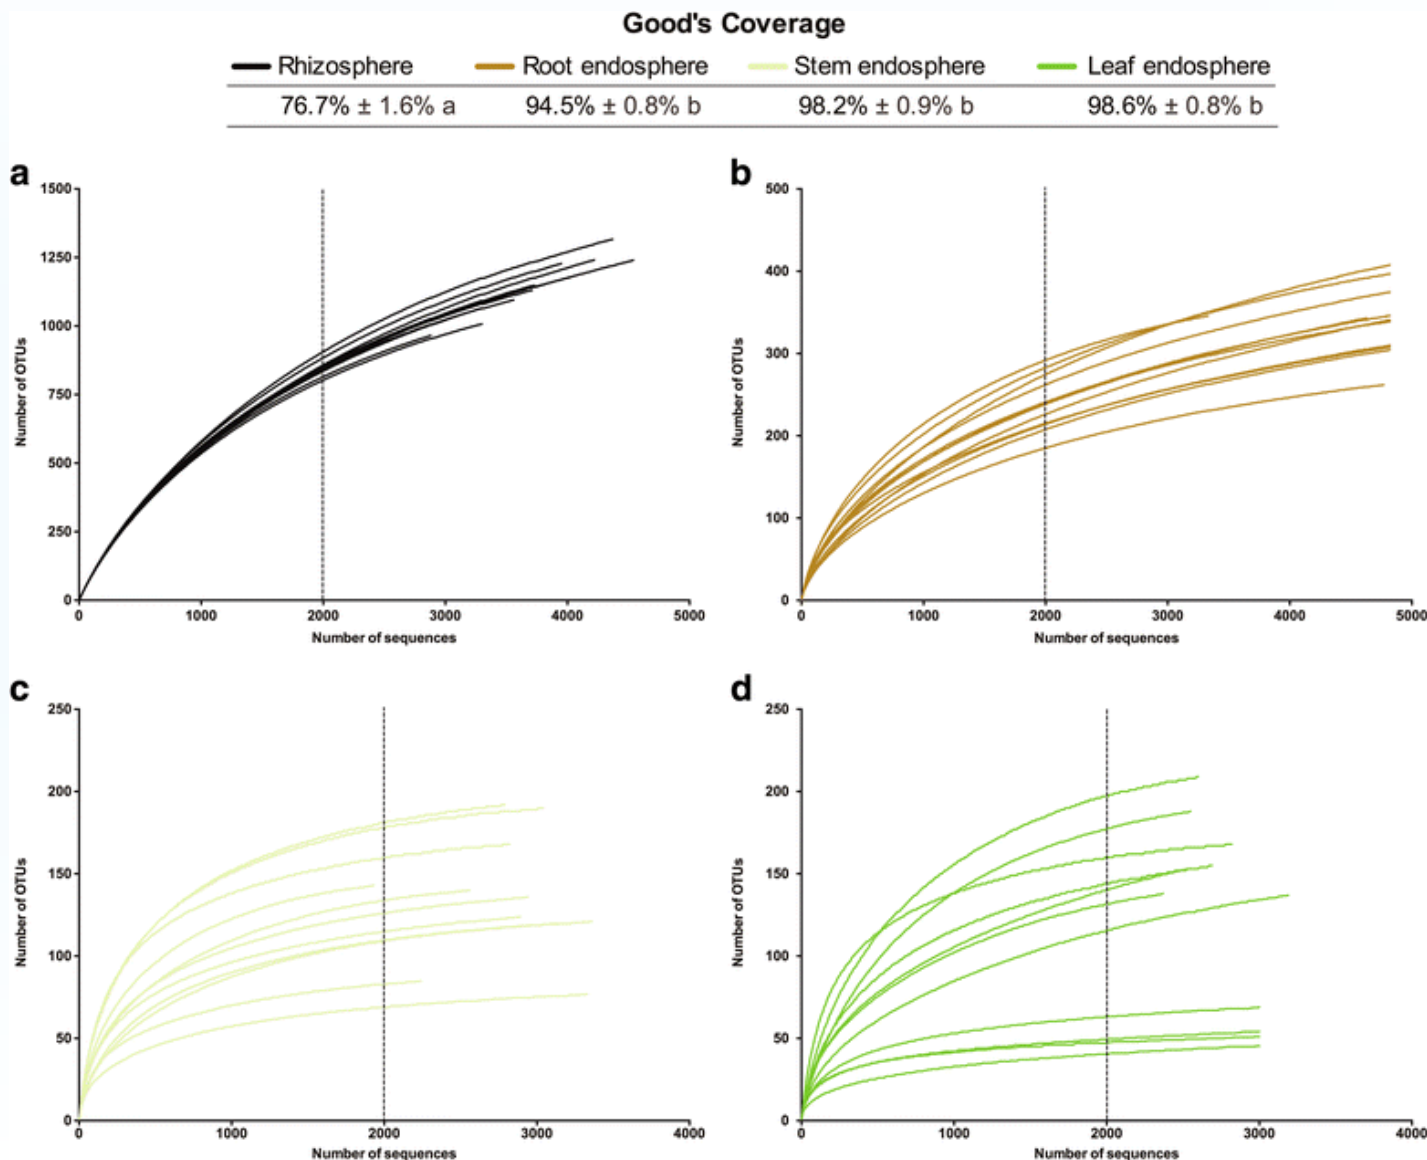 Good's Coverage
Rhizosphere Root endosphere Stem endosphere Leaf endosphere
76.7% ± 1.6% a 94.5% ± 0.8% b 98.2% ± 0.9% b 98.6% ± 0.8% b
a
1500
1250
1000
750
500
250
0
Number of OTUs
0 1000 2000 3000 4000 5000
Number of sequences
b
500
400
300
200
100
0
Number of OTUs
0 1000 2000 3000 4000 5000
Number of sequences
c
250
200
150
100
50
0
Number of OTUs
0 1000 2000 3000 4000
Number of sequences
d
250
200
150
100
50
0
Number of OTUs
0 1000 2000 3000 4000
Number of sequences